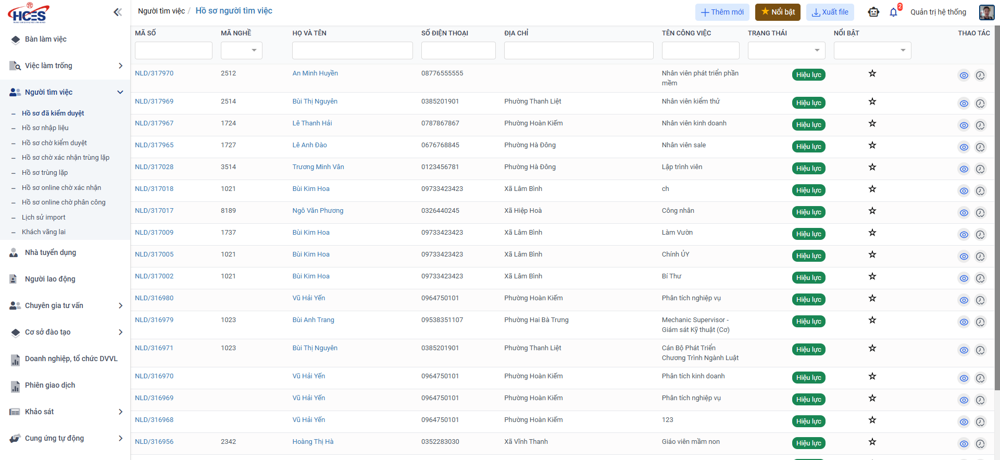 HCES
Người tìm việc / Hồ sơ người tìm việc
Thêm mới
Nổi bật
Xuất file
2
Quản trị hệ thống
Bàn làm việc
Việc làm trống
Người tìm việc
– Hồ sơ đã kiểm duyệt
– Hồ sơ nhập liệu
– Hồ sơ chờ kiểm duyệt
– Hồ sơ chờ xác nhận trùng lặp
– Hồ sơ trùng lặp
– Hồ sơ online chờ xác nhận
– Hồ sơ online chờ phân công
– Lịch sử import
– Khách vãng lai
Nhà tuyển dụng
Người lao động
Chuyên gia tư vấn
Cơ sở đào tạo
Doanh nghiệp, tổ chức DVVL
Phiên giao dịch
Khảo sát
Cung ứng tự động
MÃ SỐ MÃ NGHỀ HỌ VÀ TÊN SỐ ĐIỆN THOẠI ĐỊA CHỈ TÊN CÔNG VIỆC TRẠNG THÁI NỔI BẬT THAO TÁC
NLD/317970 2512 An Minh Huyền 08776555555 Nhân viên phát triển phần Hiệu lực
mềm
NLD/317969 2514 Bùi Thị Nguyên 0385201901 Phường Thanh Liệt Nhân viên kiểm thử Hiệu lực
NLD/317967 1724 Lê Thanh Hải 0787867867 Phường Hoàn Kiếm Nhân viên kinh doanh Hiệu lực
NLD/317965 1727 Lê Anh Đào 0676768845 Phường Hà Đông Nhân viên sale Hiệu lực
NLD/317028 3514 Trương Minh Vân 0123456781 Phường Hà Đông Lập trình viên Hiệu lực
NLD/317018 1021 Bùi Kim Hoa 09733423423 Xã Lâm Bình ch Hiệu lực
NLD/317017 8189 Ngô Văn Phương 0326440245 Xã Hiệp Hoà Công nhân Hiệu lực
NLD/317009 1737 Bùi Kim Hoa 09733423423 Xã Lâm Bình Làm Vườn Hiệu lực
NLD/317005 1021 Bùi Kim Hoa 09733423423 Xã Lâm Bình Chính ỦY Hiệu lực
NLD/317002 1021 Bùi Kim Hoa 09733423423 Xã Lâm Bình Bí Thư Hiệu lực
NLD/316980 Vũ Hải Yến 0964750101 Phường Hoàn Kiếm Phân tích nghiệp vụ Hiệu lực
NLD/316979 1023 Bùi Anh Trang 09538351107 Phường Hai Bà Trưng Mechanic Supervisor - Hiệu lực
Giám sát Kỹ thuật (Cơ)
NLD/316971 1023 Bùi Thị Nguyên 0385201901 Phường Thanh Liệt Cán Bộ Phát Triển Hiệu lực
Chương Trình Ngành Luật
NLD/316970 Vũ Hải Yến 0964750101 Phường Hoàn Kiếm Phân tích kinh doanh Hiệu lực
NLD/316969 Vũ Hải Yến 0964750101 Phường Hoàn Kiếm Phân tích nghiệp vụ Hiệu lực
NLD/316968 Vũ Hải Yến 0964750101 Phường Hoàn Kiếm 123 Hiệu lực
NLD/316956 2342 Hoàng Thị Hà 0352283030 Xã Vĩnh Thanh Giáo viên mầm non Hiệu lực